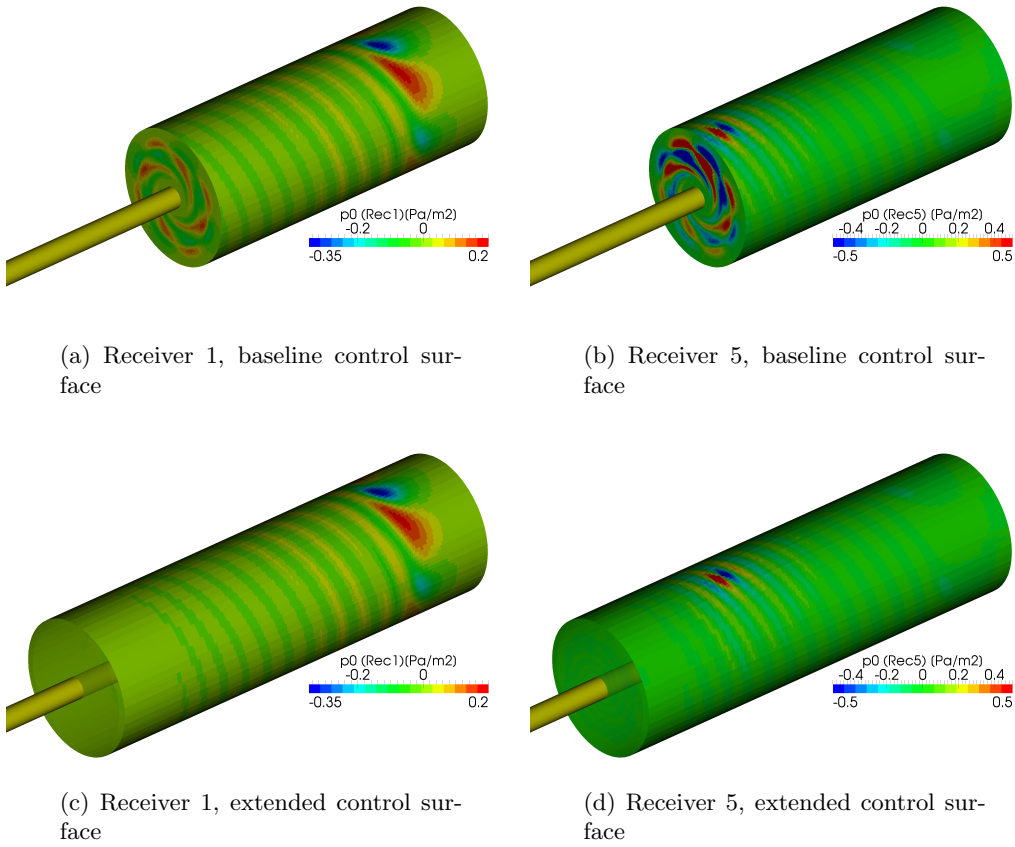 p0 (Rec1)[Pa/m2]
-0.2 0
-0.35 0.2
p0 (Rec5) [Pa/m2]
-0.4 -0.2 0 0.2 0.4
-0.5 0.5
(a) Receiver 1, baseline control sur-
face
(b) Receiver 5, baseline control sur-
face
p0 (Rec1)[Pa/m2]
-0.2 0
-0.35 0.2
p0 (Rec5) [Pa/m2]
-0.4 -0.2 0 0.2 0.4
-0.5 0.5
(c) Receiver 1, extended control sur-
face
(d) Receiver 5, extended control sur-
face